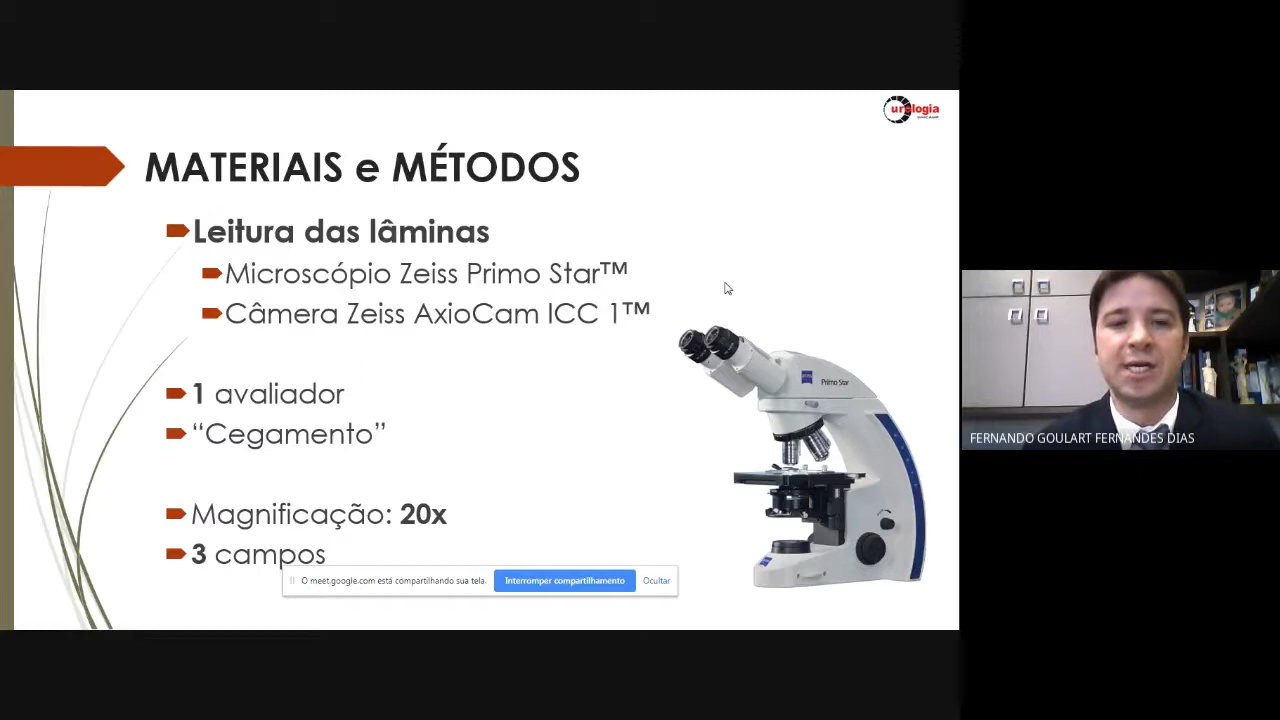 urologia
MATERIAIS e MÉTODOS
Leitura das lâminas
Microscópio Zeiss Primo Star™
Câmera Zeiss AxioCam ICC 1™
1 avaliador
“Cegamento”
Magnificação: 20x
3 campos
Primo Star
O meet.google.com está compartilhando sua tela.
Interromper compartilhamento
Ocultar
FERNANDO GOULART FERNANDES DIAS